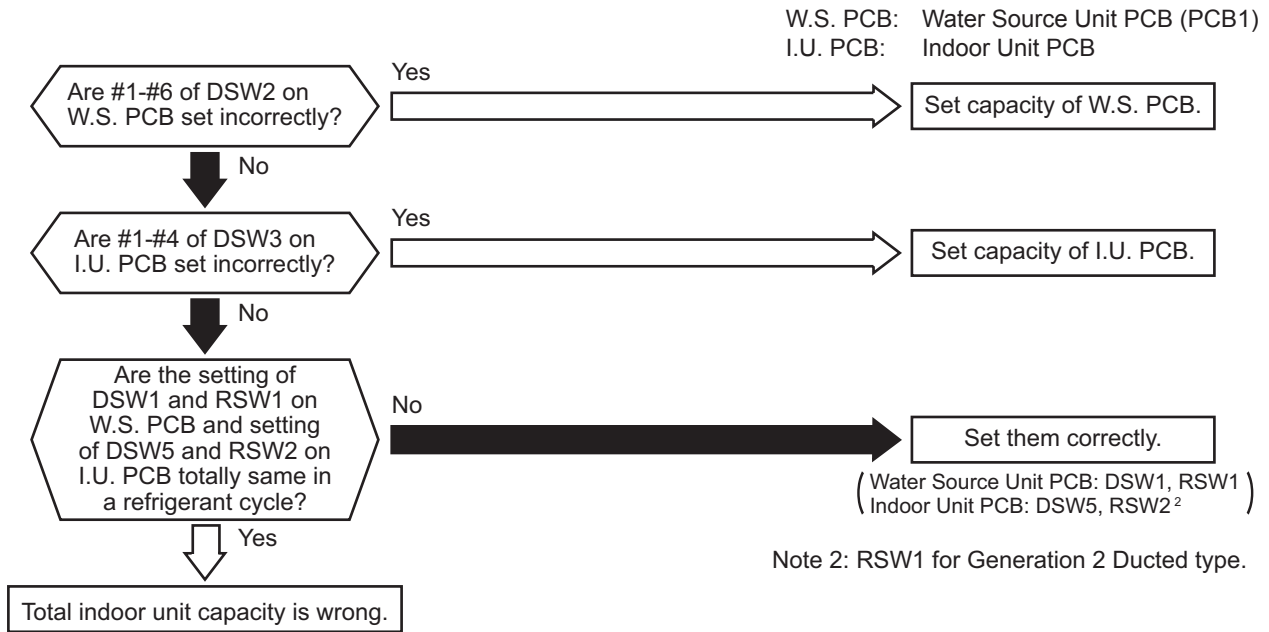 W.S. PCB: Water Source Unit PCB (PCB1)
I.U. PCB: Indoor Unit PCB
Are #1-#6 of DSW2 on
W.S. PCB set incorrectly?
Yes
Set capacity of W.S. PCB.
No
Are #1-#4 of DSW3 on
I.U. PCB set incorrectly?
Yes
Set capacity of I.U. PCB.
No
Are the setting of
DSW1 and RSW1 on
W.S. PCB and setting
of DSW5 and RSW2 on
I.U. PCB totally same in
a refrigerant cycle?
No
Set them correctly.
(Water Source Unit PCB: DSW1, RSW1
Indoor Unit PCB: DSW5, RSW2²)
Yes
Note 2: RSW1 for Generation 2 Ducted type.
Total indoor unit capacity is wrong.